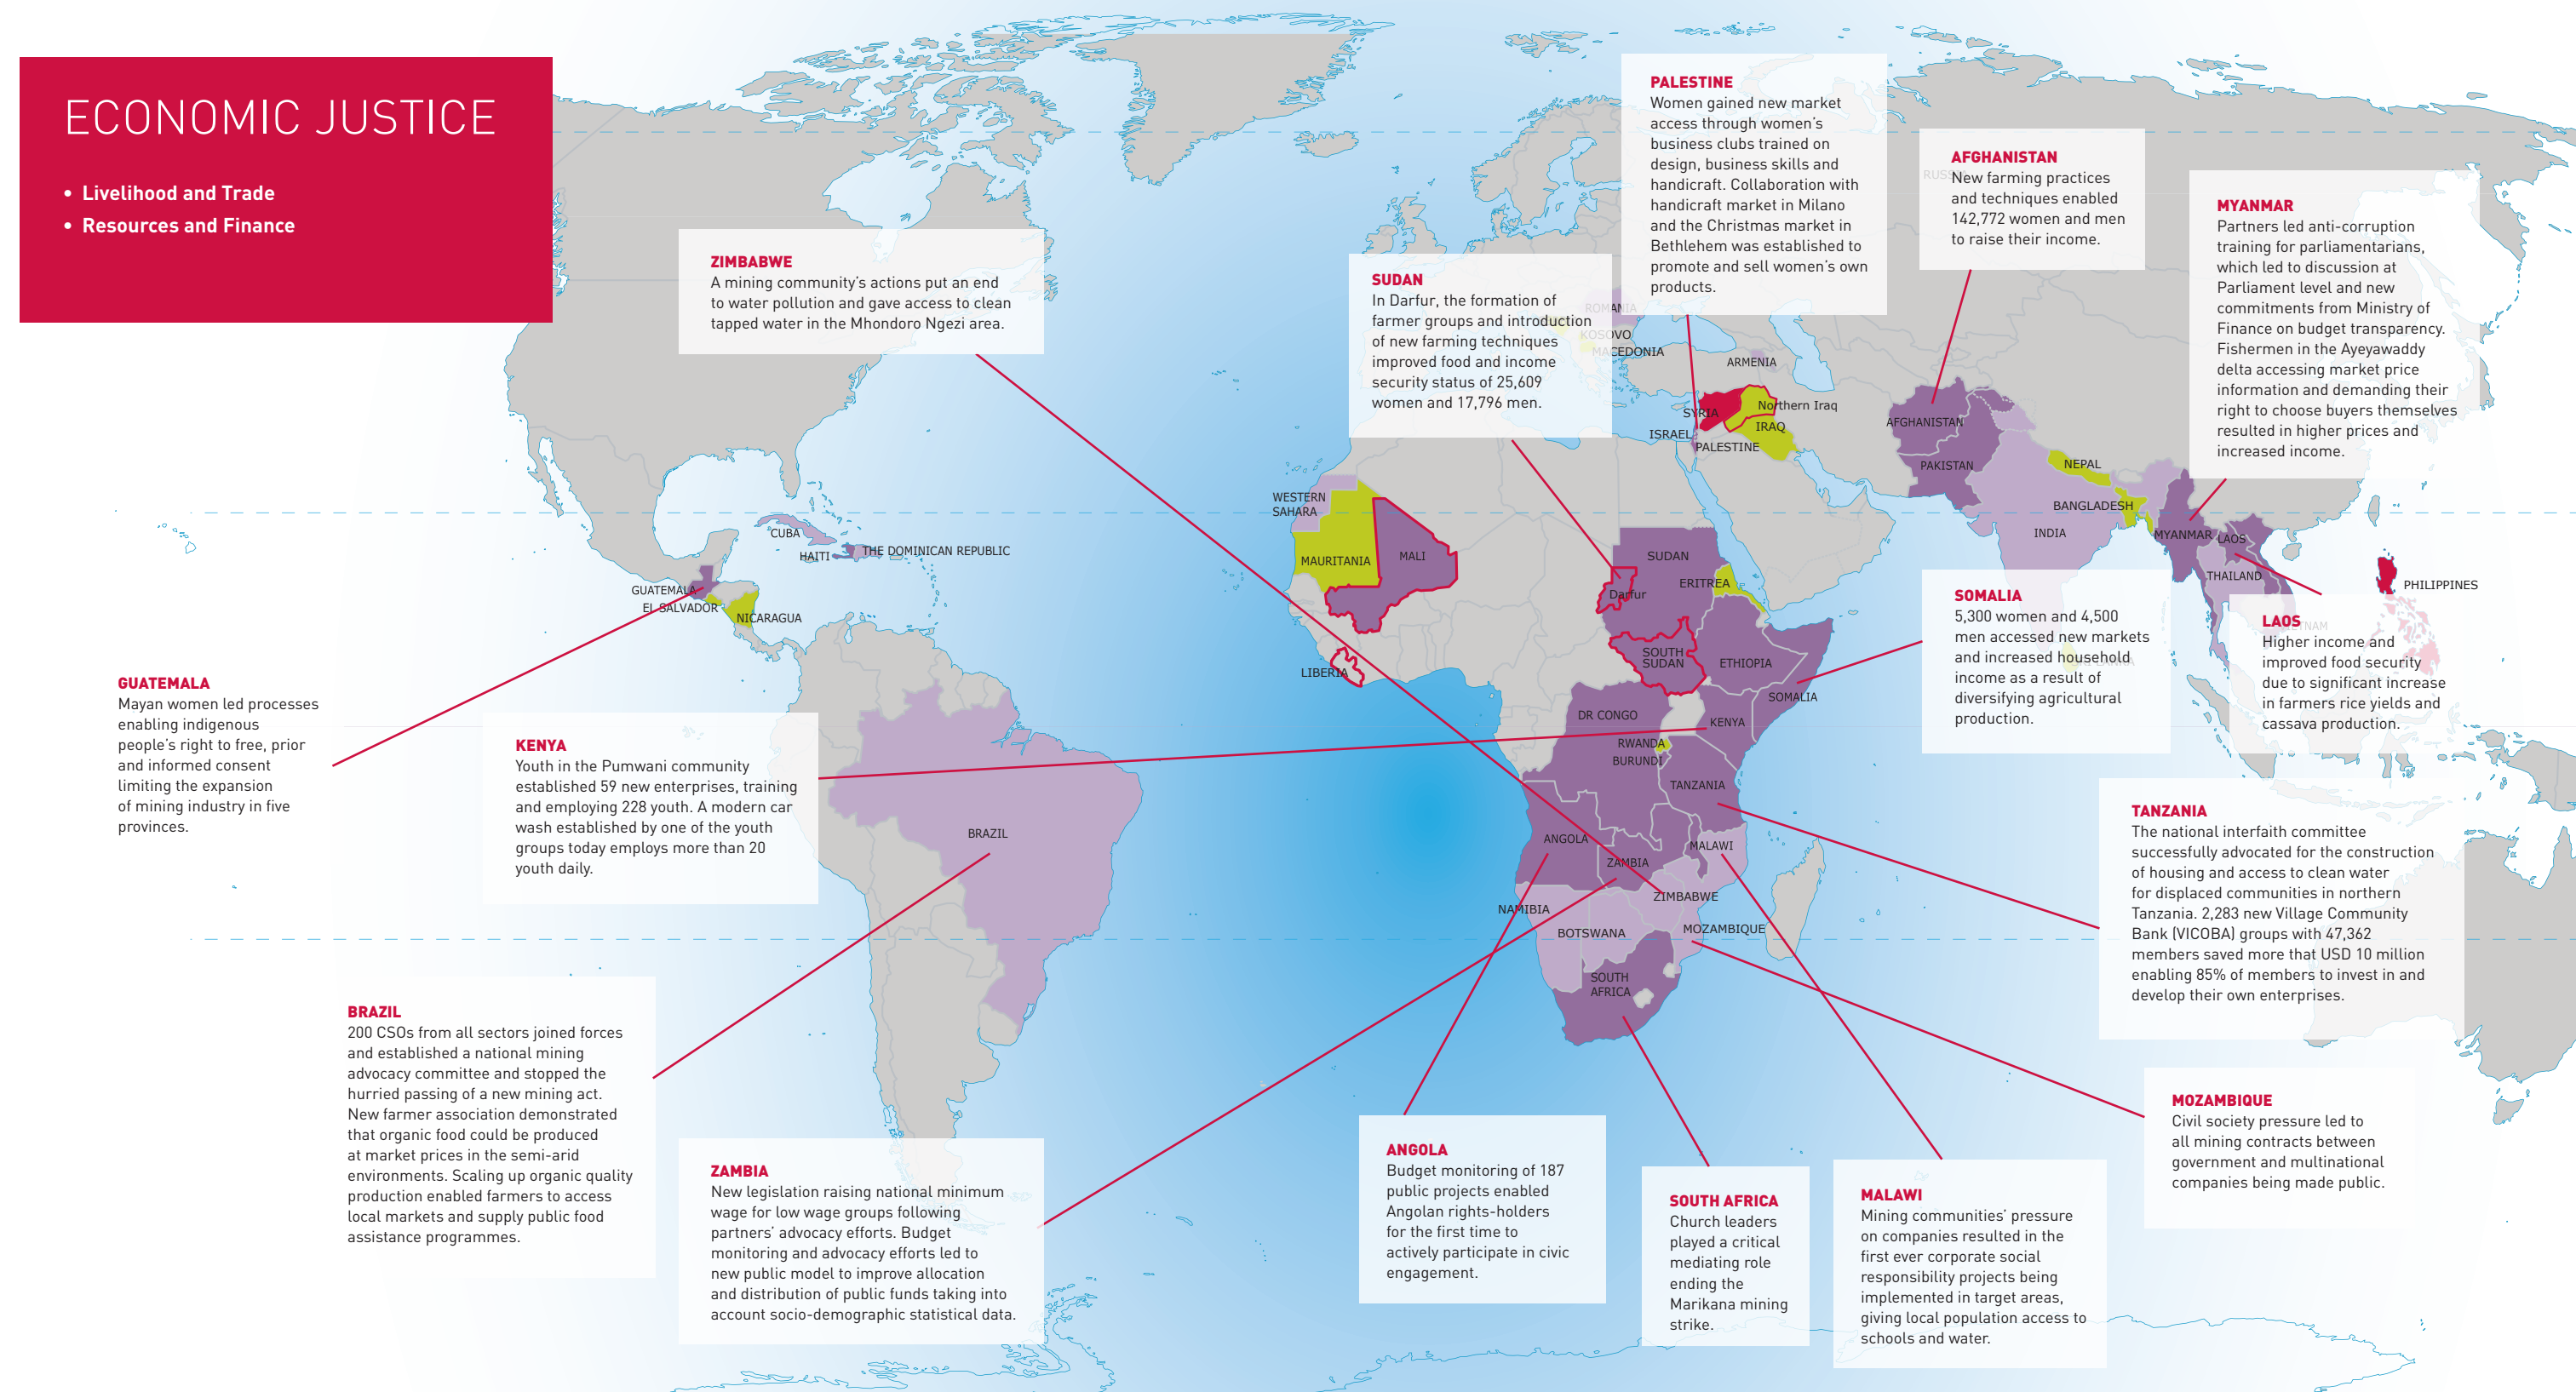 ECONOMIC JUSTICE
• Livelihood and Trade
• Resources and Finance
ZIMBABWE
A mining community's actions put an end
to water pollution and gave access to clean
tapped water in the Mhondoro Ngezi area.
SUDAN
In Darfur, the formation of
farmer groups and introduction
of new farming techniques
improved food and income
security status of 25,609
women and 17,796 men.
PALESTINE
Women gained new market
access through women's
business clubs trained on
design, business skills and
handicraft. Collaboration with
handicraft market in Milano
and the Christmas market in
Bethlehem was established to
promote and sell women's own
products.
AFGHANISTAN
New farming practices
and techniques enabled
142,772 women and men
to raise their income.
MYANMAR
Partners led anti-corruption
training for parliamentarians,
which led to discussion at
Parliament level and new
commitments from Ministry of
Finance on budget transparency.
Fishermen in the Ayeyawaddy
delta accessing market price
information and demanding their
right to choose buyers themselves
resulted in higher prices and
increased income.
ROMANIA
KOSOVO
MACEDONIA
ARMENIA
SYRIA
Northern Iraq
IRAQ
ISRAEL
PALESTINE
AFGHANISTAN
PAKISTAN
NEPAL
BANGLADESH
INDIA
MYANMAR
LAOS
THAILAND
PHILIPPINES
WESTERN
SAHARA
MAURITANIA
MALI
SUDAN
ERITREA
Darfur
SOUTH
SUDAN
ETHIOPIA
LIBERIA
SOMALIA
DR CONGO
KENYA
RWANDA
BURUNDI
TANZANIA
ANGOLA
MALAWI
ZAMBIA
ZIMBABWE
NAMIBIA
BOTSWANA
MOZAMBIQUE
SOUTH
AFRICA
CUBA
HAITI
THE DOMINICAN REPUBLIC
GUATEMALA
EL SALVADOR
NICARAGUA
BRAZIL
GUATEMALA
Mayan women led processes
enabling indigenous
people's right to free, prior
and informed consent
limiting the expansion
of mining industry in five
provinces.
KENYA
Youth in the Pumwani community
established 59 new enterprises, training
and employing 228 youth. A modern car
wash established by one of the youth
groups today employs more than 20
youth daily.
SOMALIA
5,300 women and 4,500
men accessed new markets
and increased household
income as a result of
diversifying agricultural
production.
LAOS
Higher income and
improved food security
due to significant increase
in farmers rice yields and
cassava production.
TANZANIA
The national interfaith committee
successfully advocated for the construction
of housing and access to clean water
for displaced communities in northern
Tanzania. 2,283 new Village Community
Bank (VICOBA) groups with 47,362
members saved more that USD 10 million
enabling 85% of members to invest in and
develop their own enterprises.
BRAZIL
200 CSOs from all sectors joined forces
and established a national mining
advocacy committee and stopped the
hurried passing of a new mining act.
New farmer association demonstrated
that organic food could be produced
at market prices in the semi-arid
environments. Scaling up organic quality
production enabled farmers to access
local markets and supply public food
assistance programmes.
ZAMBIA
New legislation raising national minimum
wage for low wage groups following
partners' advocacy efforts. Budget
monitoring and advocacy efforts led to
new public model to improve allocation
and distribution of public funds taking into
account socio-demographic statistical data.
ANGOLA
Budget monitoring of 187
public projects enabled
Angolan rights-holders
for the first time to
actively participate in civic
engagement.
SOUTH AFRICA
Church leaders
played a critical
mediating role
ending the
Marikana mining
strike.
MALAWI
Mining communities' pressure
on companies resulted in the
first ever corporate social
responsibility projects being
implemented in target areas,
giving local population access to
schools and water.
MOZAMBIQUE
Civil society pressure led to
all mining contracts between
government and multinational
companies being made public.